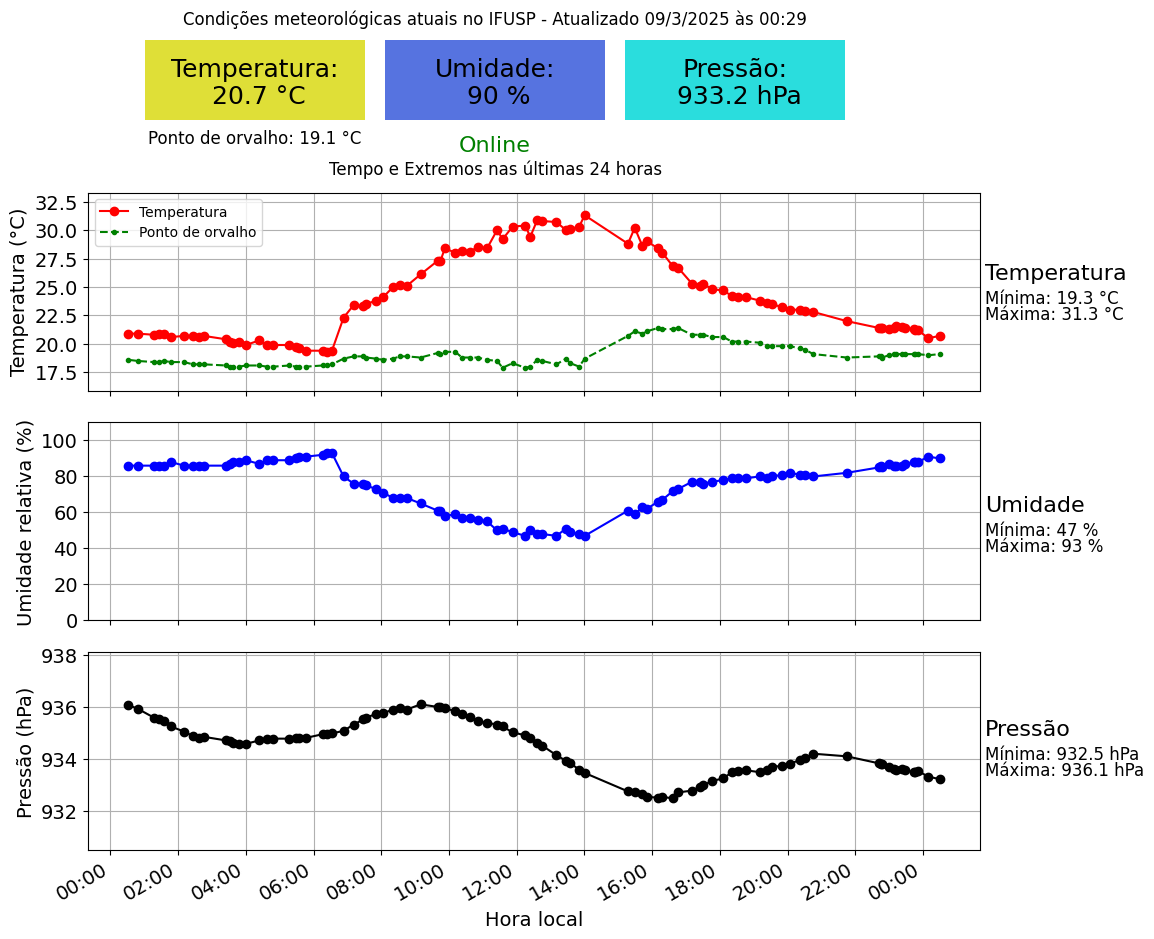 Condições meteorológicas atuais no IFUSP - Atualizado 09/3/2025 às 00:29
Temperatura:
20.7 °C
Umidade:
90 %
Pressão:
933.2 hPa
Ponto de orvalho: 19.1 °C
Online
Tempo e Extremos nas últimas 24 horas
Temperatura (°C)
32.5
30.0
27.5
25.0
22.5
20.0
17.5
Temperatura
Ponto de orvalho
Temperatura
Mínima: 19.3 °C
Máxima: 31.3 °C
Umidade relativa (%)
100
80
60
40
20
0
Umidade
Mínima: 47 %
Máxima: 93 %
Pressão (hPa)
938
936
934
932
Pressão
Mínima: 932.5 hPa
Máxima: 936.1 hPa
00:00 02:00 04:00 06:00 08:00 10:00 12:00 14:00 16:00 18:00 20:00 22:00 00:00
Hora local